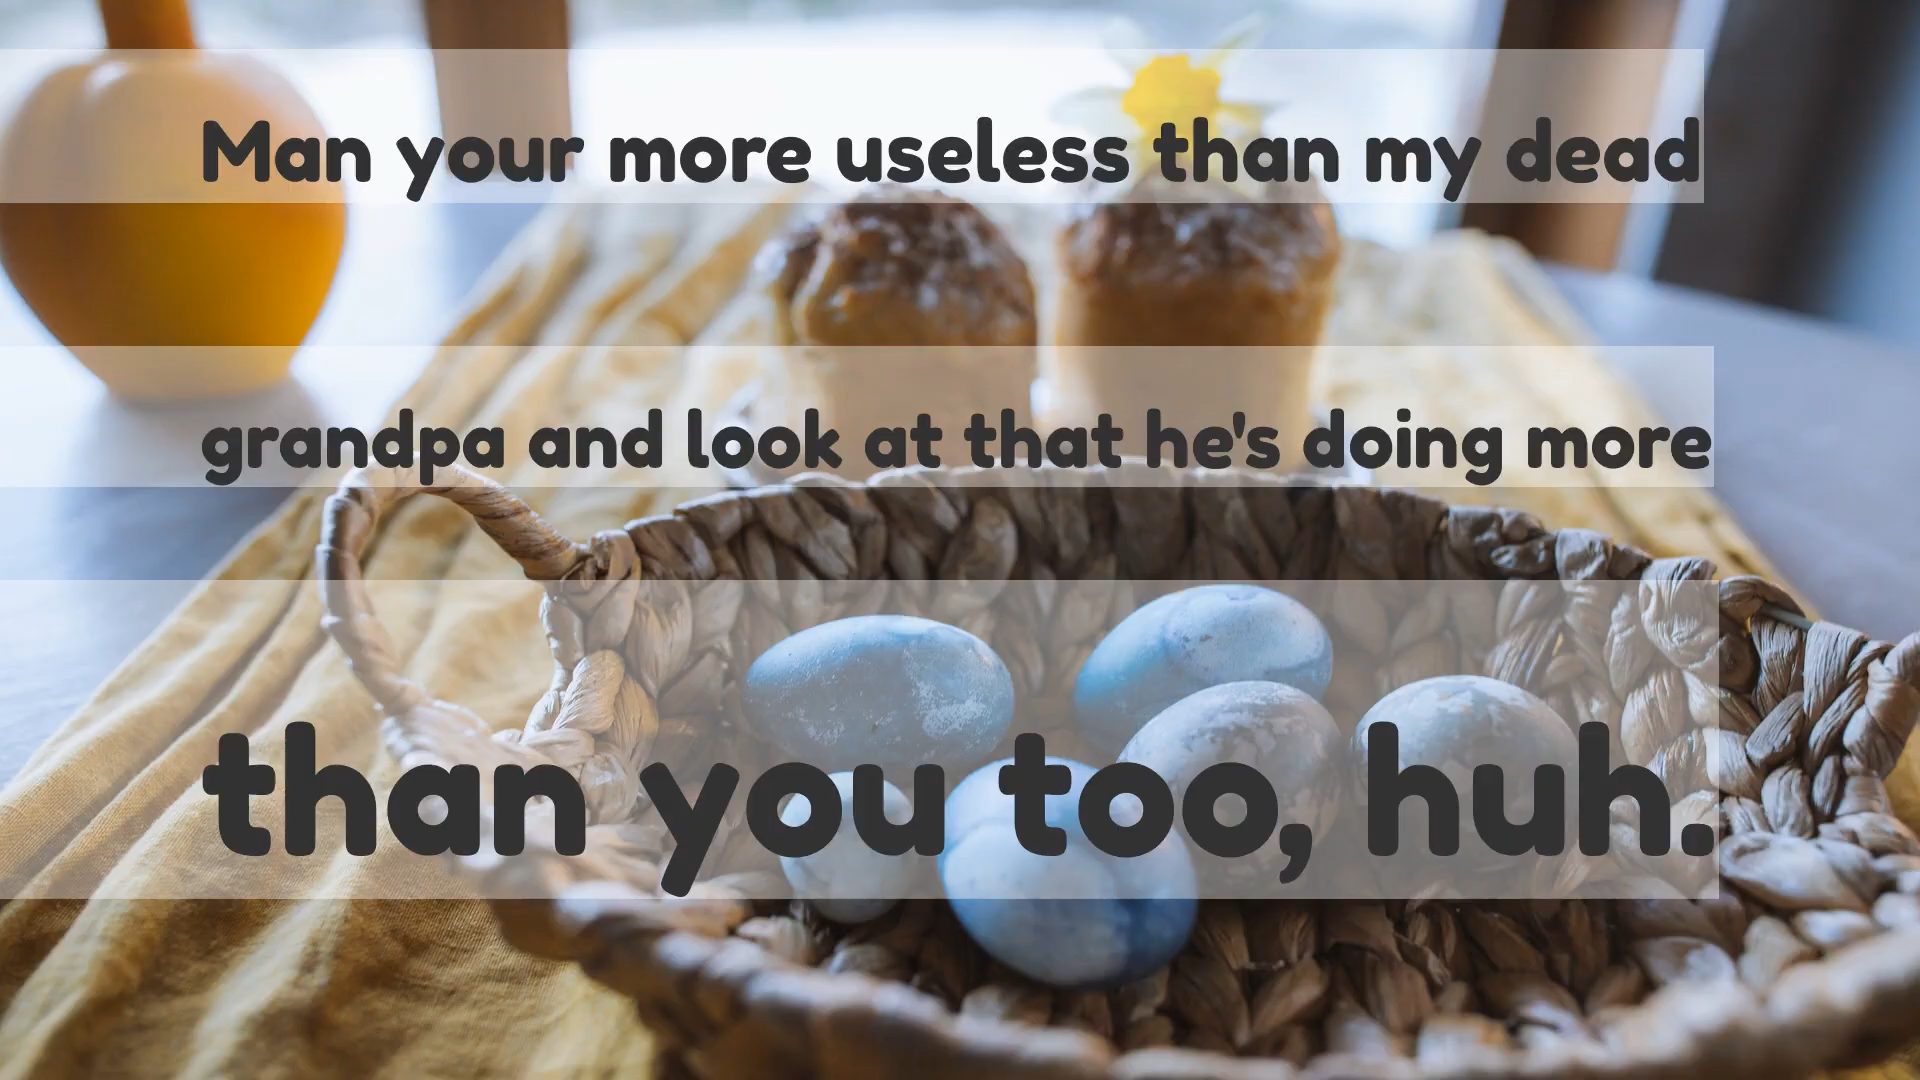 Man your more useless than my dead
grandpa and look at that he's doing more
than you too, huh.